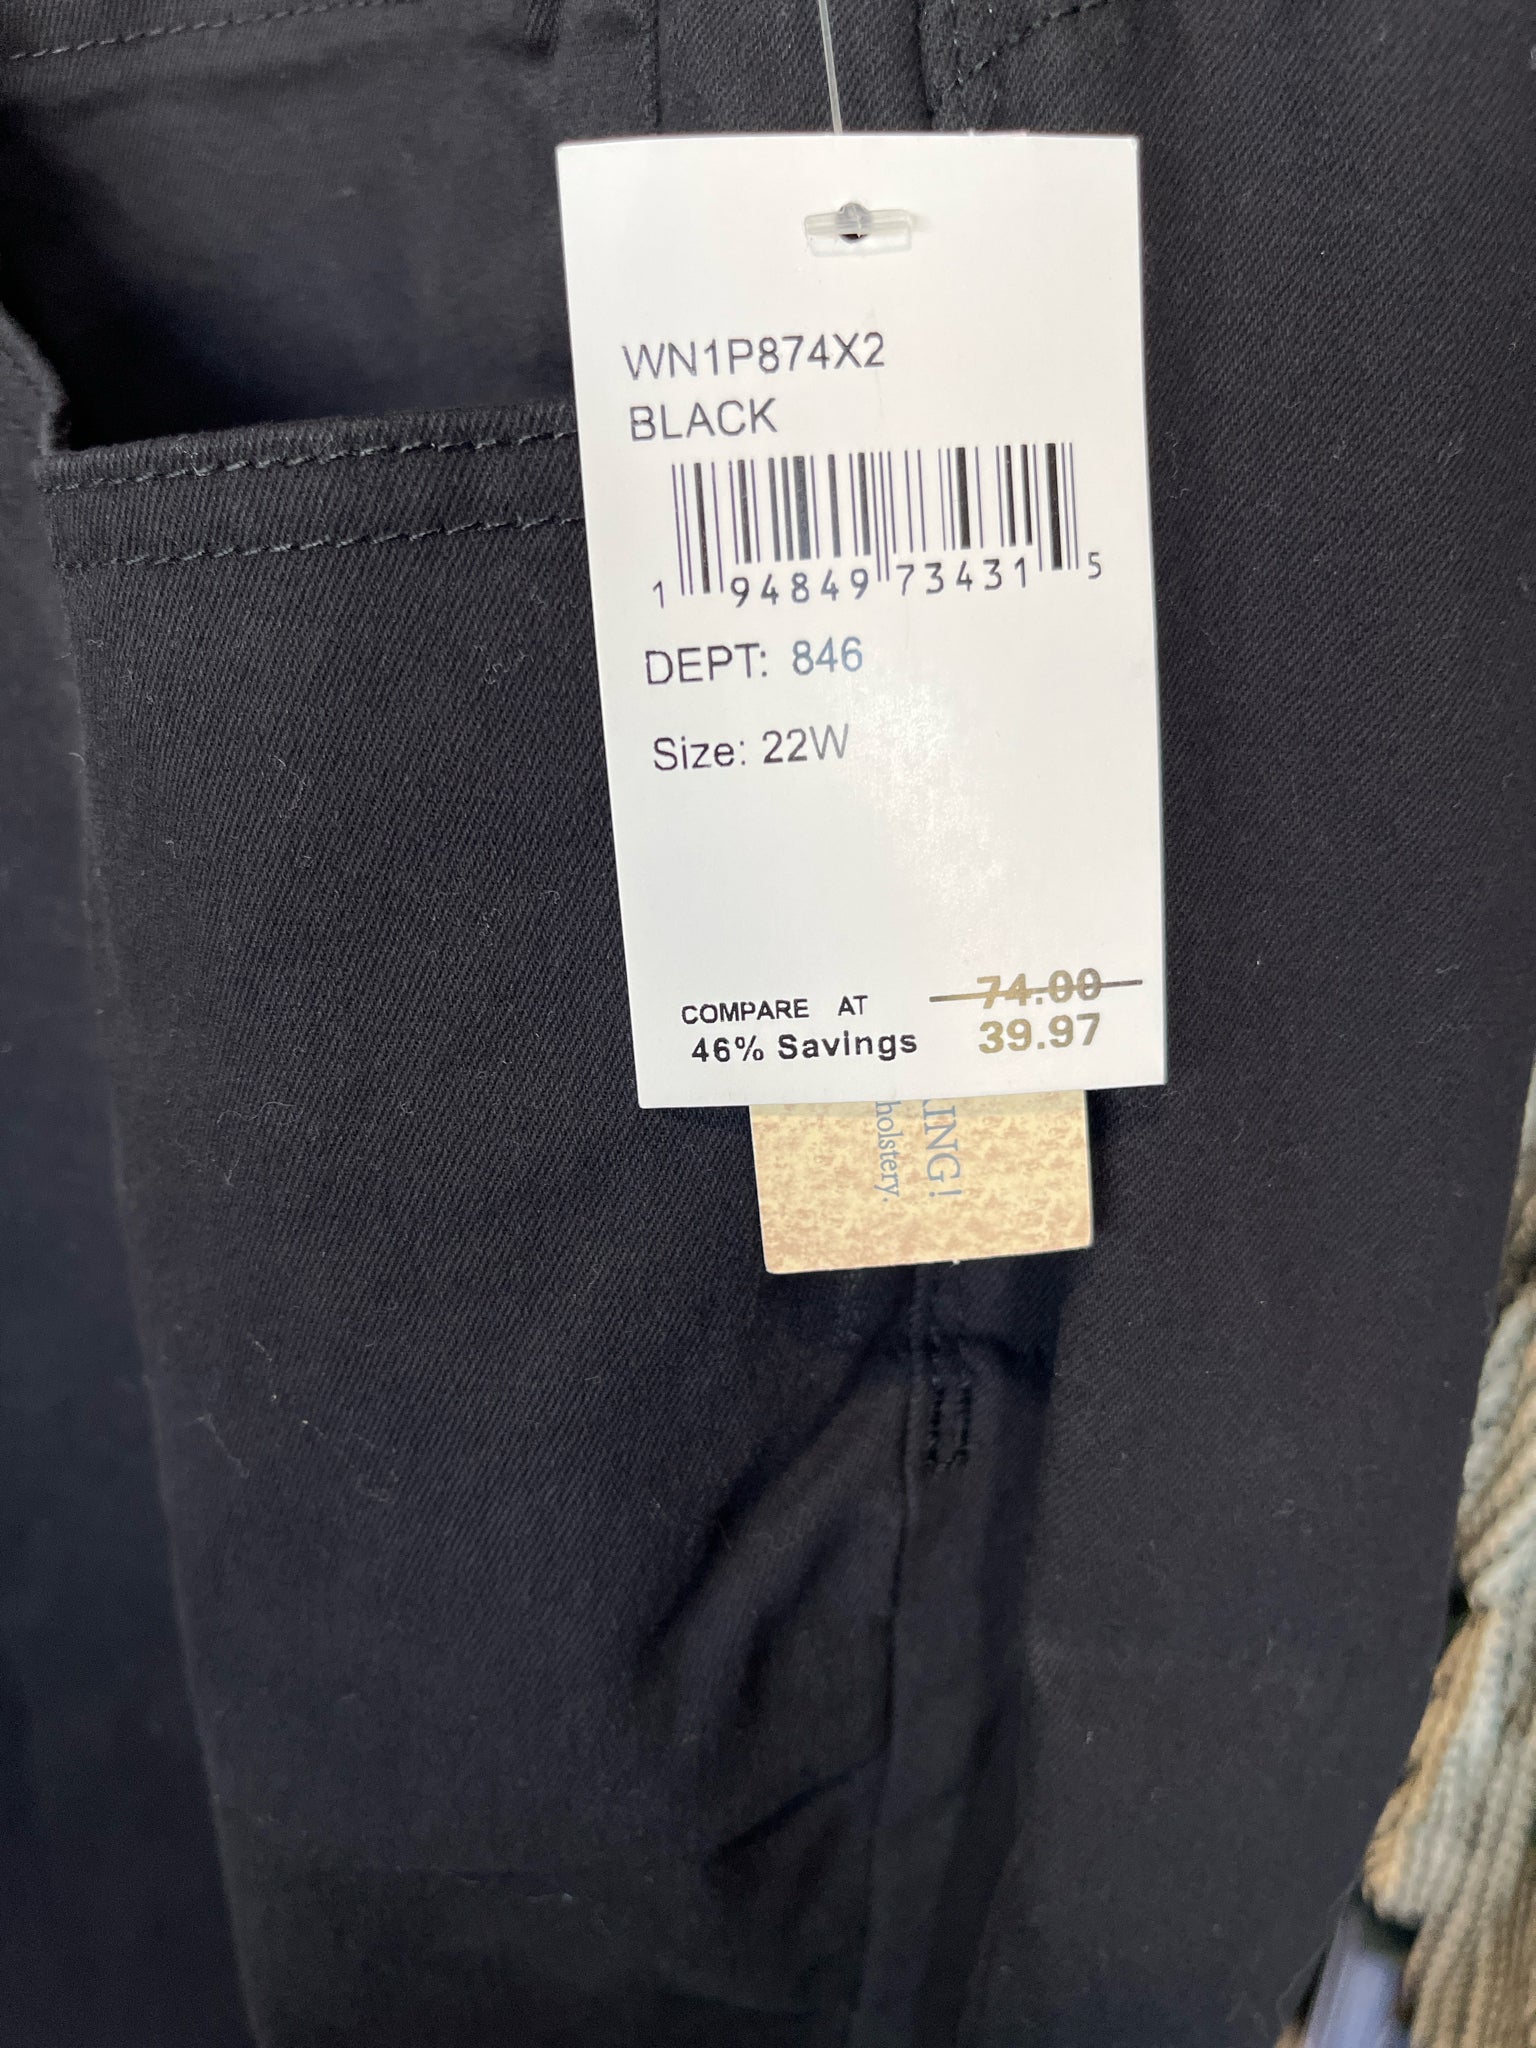 WN1P874X2
BLACK
1 94849 73431 5
DEPT: 846
Size: 22W
COMPARE AT 74.00
46% Savings 39.97
KING!
holstery.